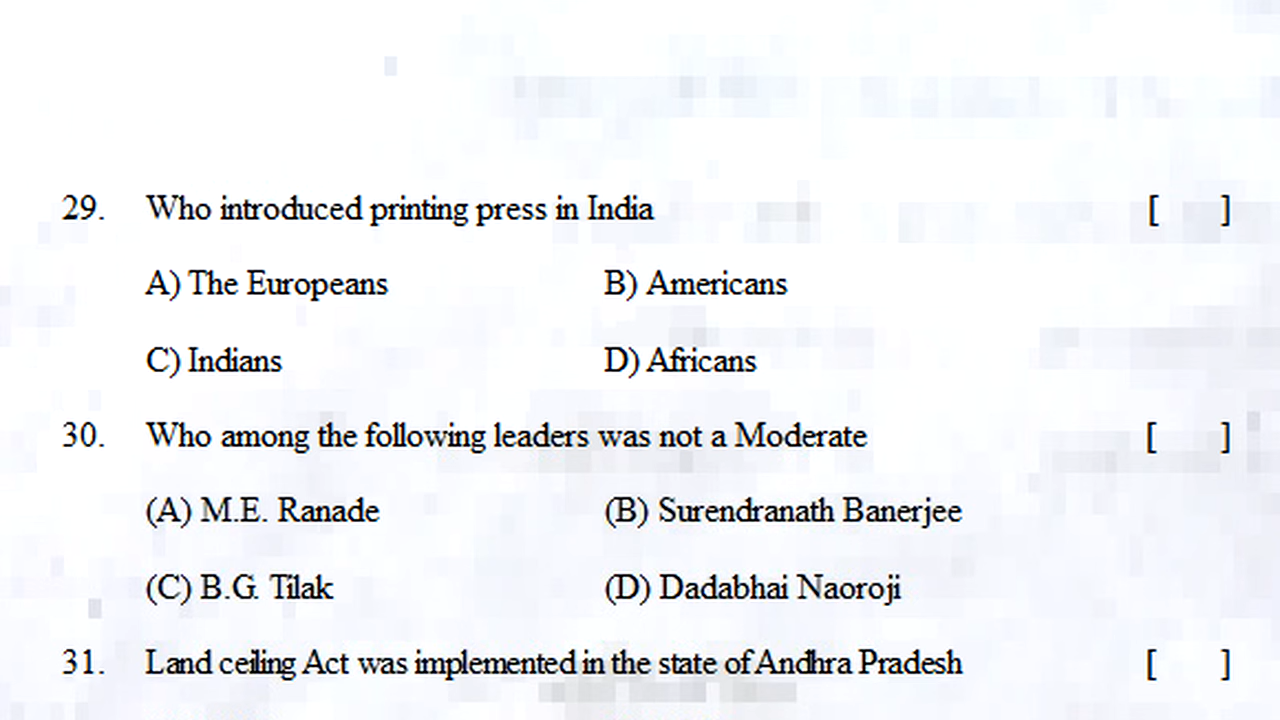 29. Who introduced printing press in India [ ]
A) The Europeans B) Americans
C) Indians D) Africans
30. Who among the following leaders was not a Moderate [ ]
(A) M.E. Ranade (B) Surendranath Banerjee
(C) B.G. Tilak (D) Dadabhai Naoroji
31. Land ceiling Act was implemented in the state of Andhra Pradesh [ ]